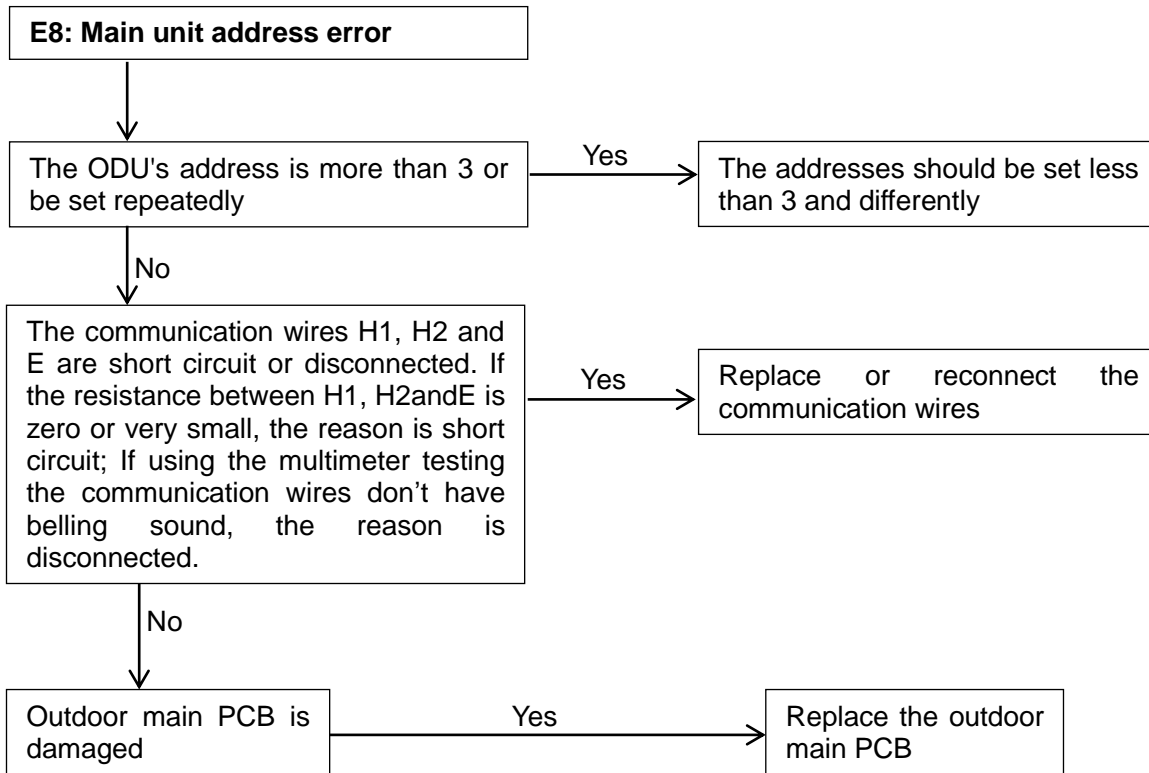 E8: Main unit address error
The ODU's address is more than 3 or
be set repeatedly
Yes
The addresses should be set less
than 3 and differently
No
The communication wires H1, H2 and
E are short circuit or disconnected. If
the resistance between H1, H2andE is
zero or very small, the reason is short
circuit; If using the multimeter testing
the communication wires don’t have
belling sound, the reason is
disconnected.
Yes
Replace or reconnect the
communication wires
No
Outdoor main PCB is
damaged
Yes
Replace the outdoor
main PCB